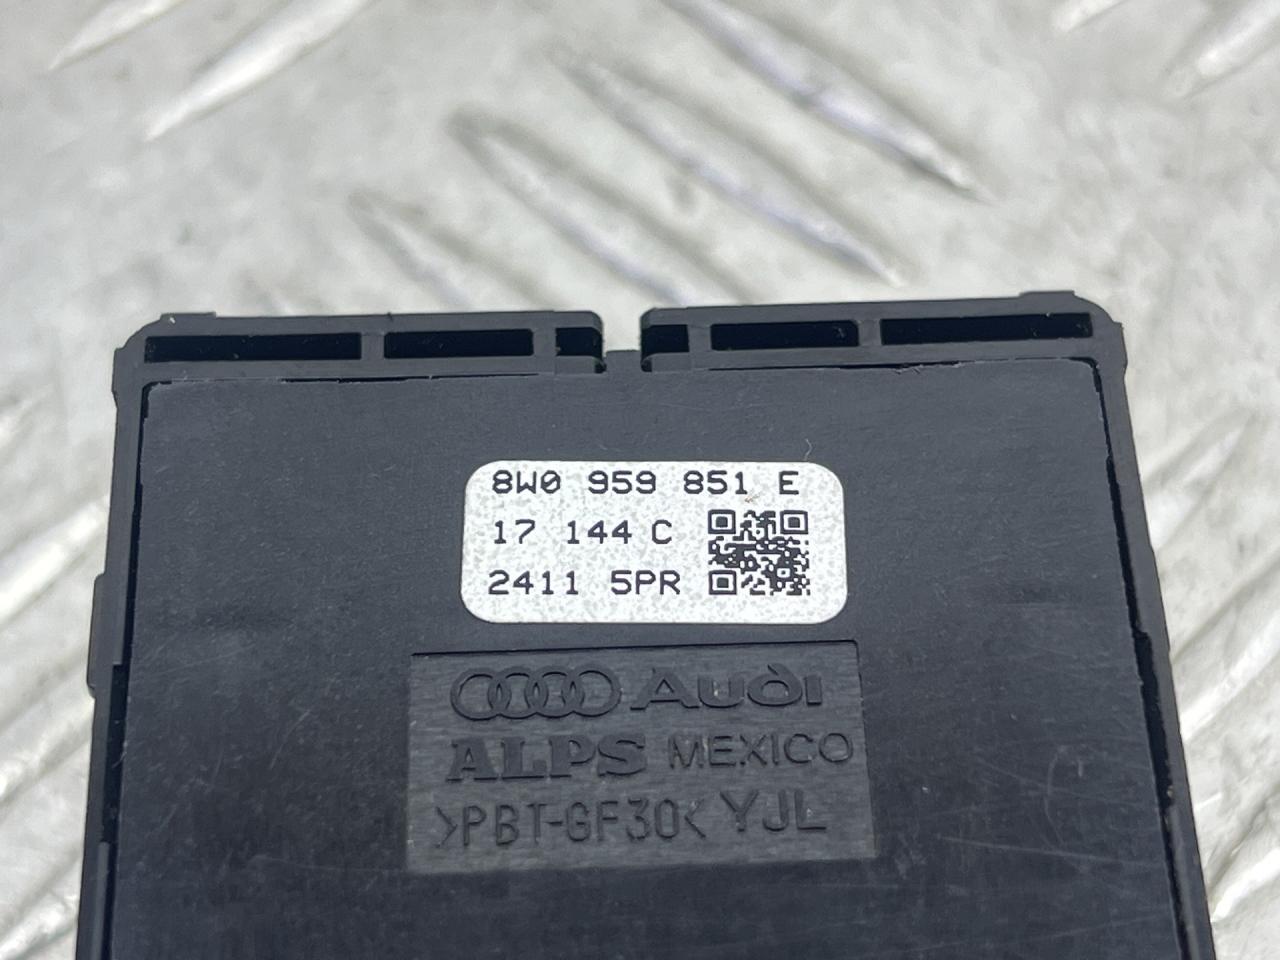 8W0 959 851 E
17 144 C
2411 5PR
Audi
ALPS MEXICO
>PBT-GF30< YJL